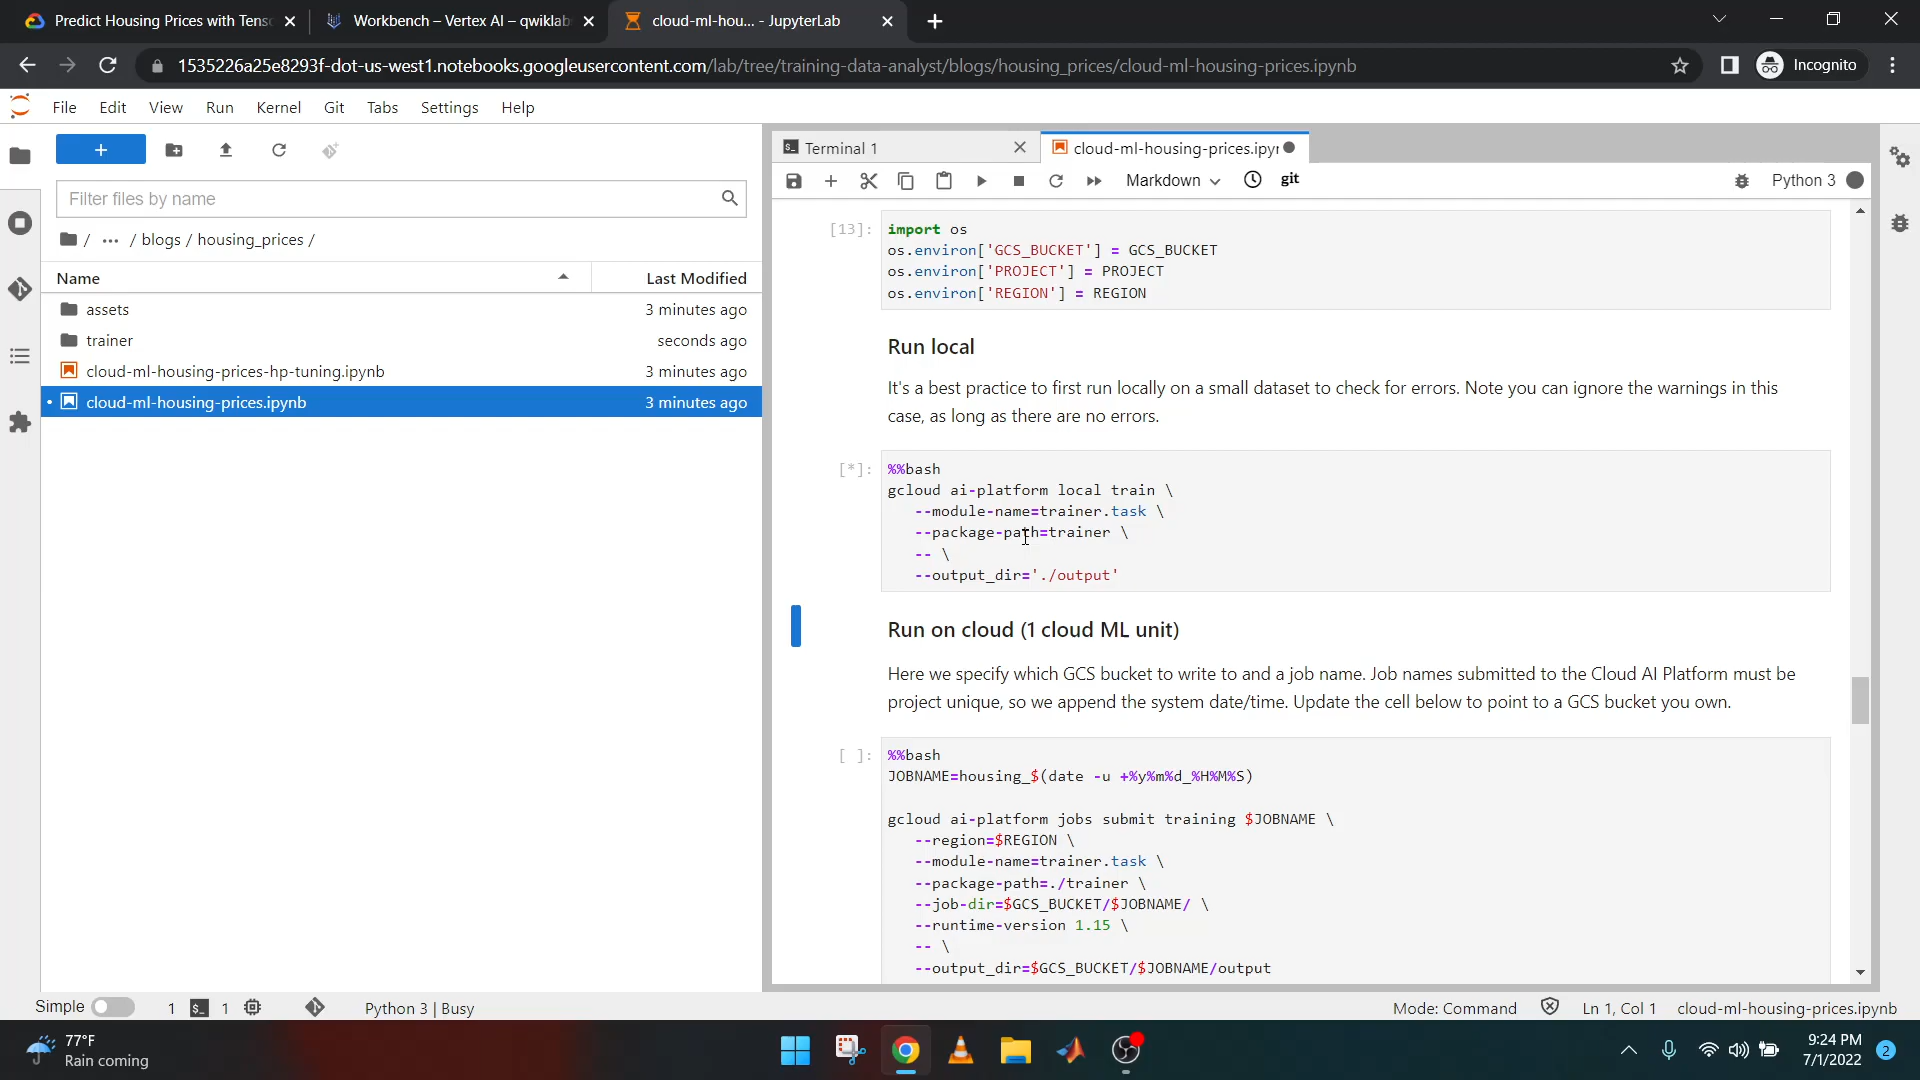 Predict Housing Prices with Tens
Workbench – Vertex AI – qwiklab
cloud-ml-hou... - JupyterLab
1535226a25e8293f-dot-us-west1.notebooks.googleusercontent.com/lab/tree/training-data-analyst/blogs/housing_prices/cloud-ml-housing-prices.ipynb
Incognito
File Edit View Run Kernel Git Tabs Settings Help
Filter files by name
/ ... / blogs / housing_prices /
Name Last Modified
assets 3 minutes ago
trainer seconds ago
cloud-ml-housing-prices-hp-tuning.ipynb 3 minutes ago
cloud-ml-housing-prices.ipynb 3 minutes ago
Terminal 1
cloud-ml-housing-prices.ipyr
Markdown
git
Python 3
[13]: import os
os.environ['GCS_BUCKET'] = GCS_BUCKET
os.environ['PROJECT'] = PROJECT
os.environ['REGION'] = REGION
Run local
It's a best practice to first run locally on a small dataset to check for errors. Note you can ignore the warnings in this
case, as long as there are no errors.
[*]: %%bash
gcloud ai-platform local train \
--module-name=trainer.task \
--package-path=trainer \
-- \
--output_dir='./output'
Run on cloud (1 cloud ML unit)
Here we specify which GCS bucket to write to and a job name. Job names submitted to the Cloud AI Platform must be
project unique, so we append the system date/time. Update the cell below to point to a GCS bucket you own.
[ ]: %%bash
JOBNAME=housing_$(date -u +%y%m%d_%H%M%S)
gcloud ai-platform jobs submit training $JOBNAME \
--region=$REGION \
--module-name=trainer.task \
--package-path=./trainer \
--job-dir=$GCS_BUCKET/$JOBNAME/ \
--runtime-version 1.15 \
-- \
--output_dir=$GCS_BUCKET/$JOBNAME/output
Simple 1 1 Python 3 | Busy
Mode: Command Ln 1, Col 1 cloud-ml-housing-prices.ipynb
77°F
Rain coming
9:24 PM
7/1/2022
2